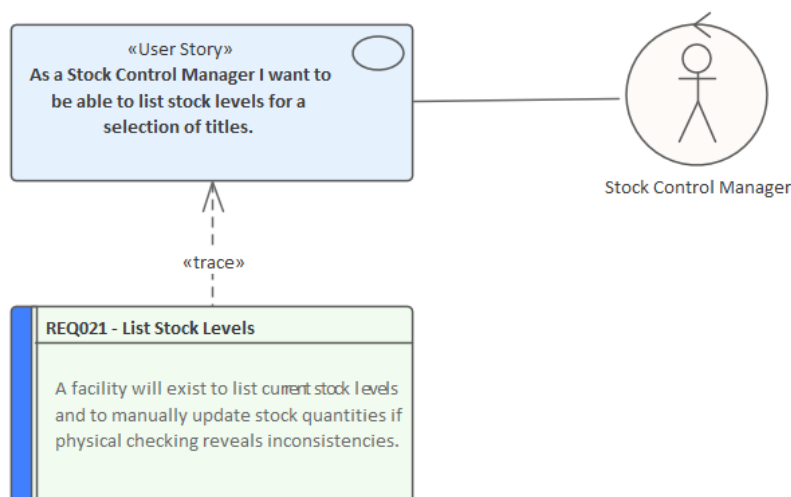 «User Story»
As a Stock Control Manager I want to
be able to list stock levels for a
selection of titles.
Stock Control Manager
«trace»
REQ021 - List Stock Levels
A facility will exist to list current stock levels
and to manually update stock quantities if
physical checking reveals inconsistencies.